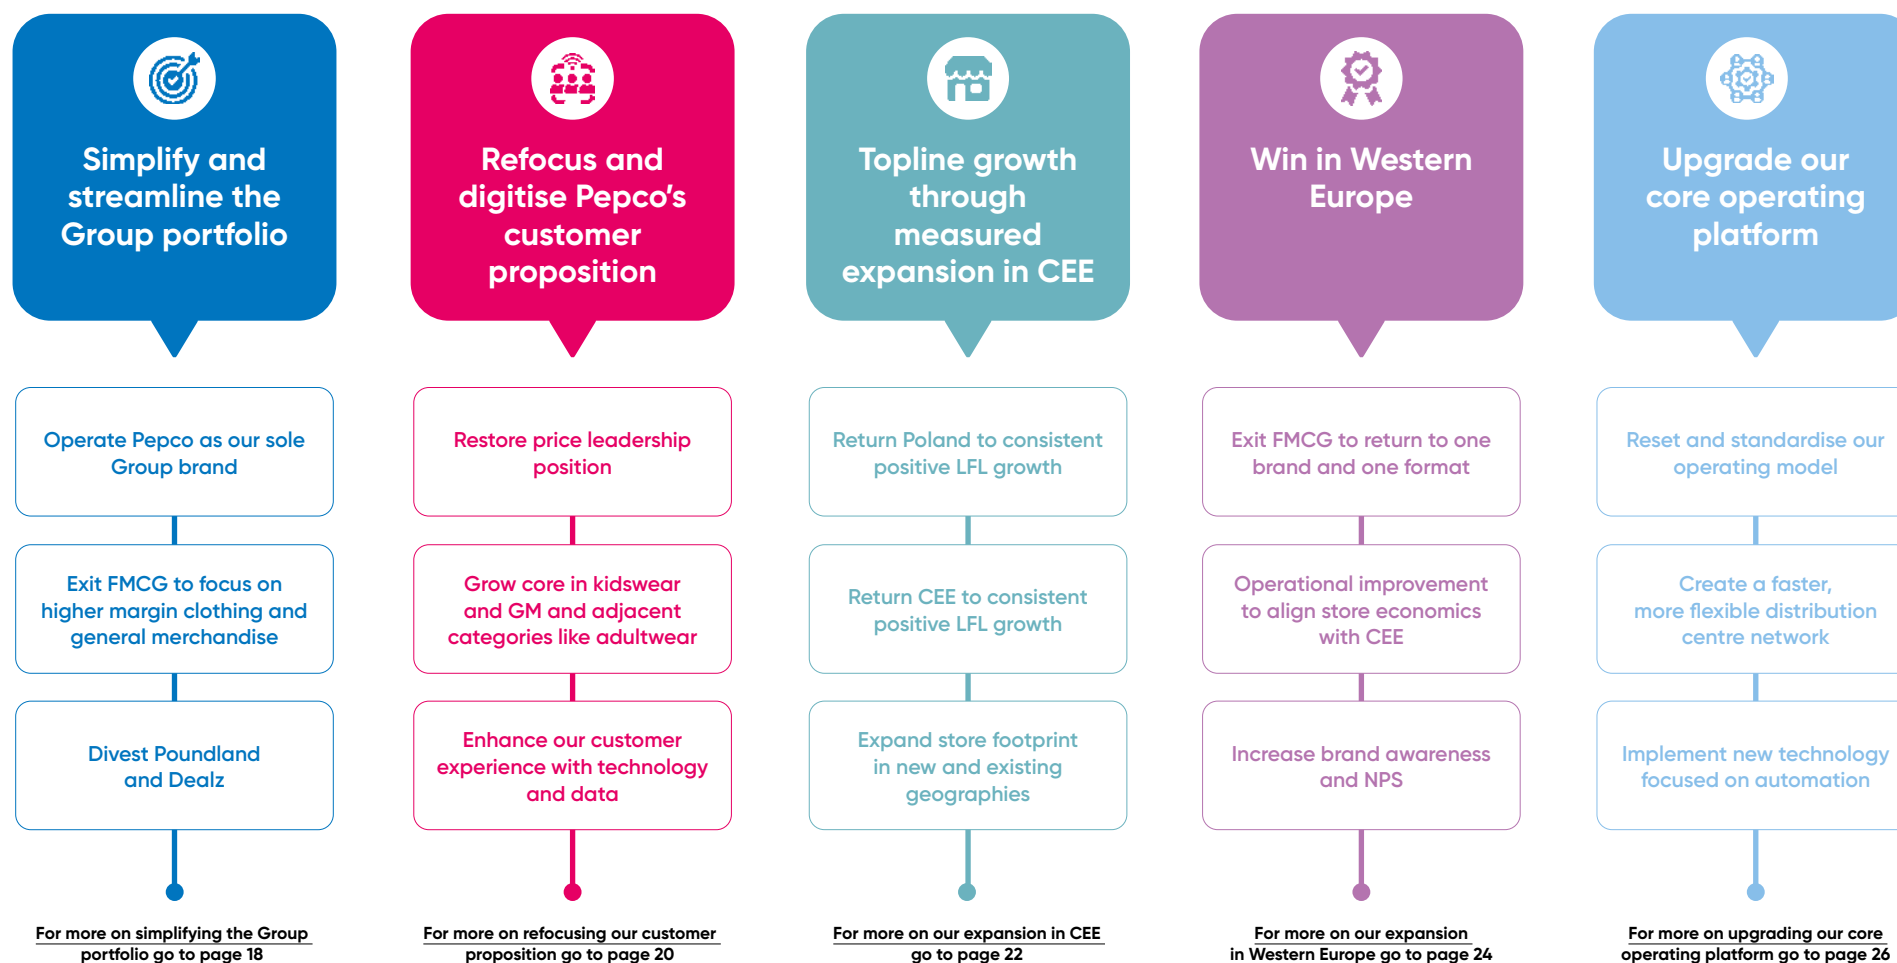 Simplify and
streamline the
Group portfolio
Operate Pepco as our sole
Group brand
Exit FMCG to focus on
higher margin clothing and
general merchandise
Divest Poundland
and Dealz
For more on simplifying the Group
portfolio go to page 18
Refocus and
digitise Pepco’s
customer
proposition
Restore price leadership
position
Grow core in kidswear
and GM and adjacent
categories like adultwear
Enhance our customer
experience with technology
and data
For more on refocusing our customer
proposition go to page 20
Topline growth
through
measured
expansion in CEE
Return Poland to consistent
positive LFL growth
Return CEE to consistent
positive LFL growth
Expand store footprint
in new and existing
geographies
For more on our expansion in CEE
go to page 22
Win in Western
Europe
Exit FMCG to return to one
brand and one format
Operational improvement
to align store economics
with CEE
Increase brand awareness
and NPS
For more on our expansion
in Western Europe go to page 24
Upgrade our
core operating
platform
Reset and standardise our
operating model
Create a faster,
more flexible distribution
centre network
Implement new technology
focused on automation
For more on upgrading our core
operating platform go to page 26